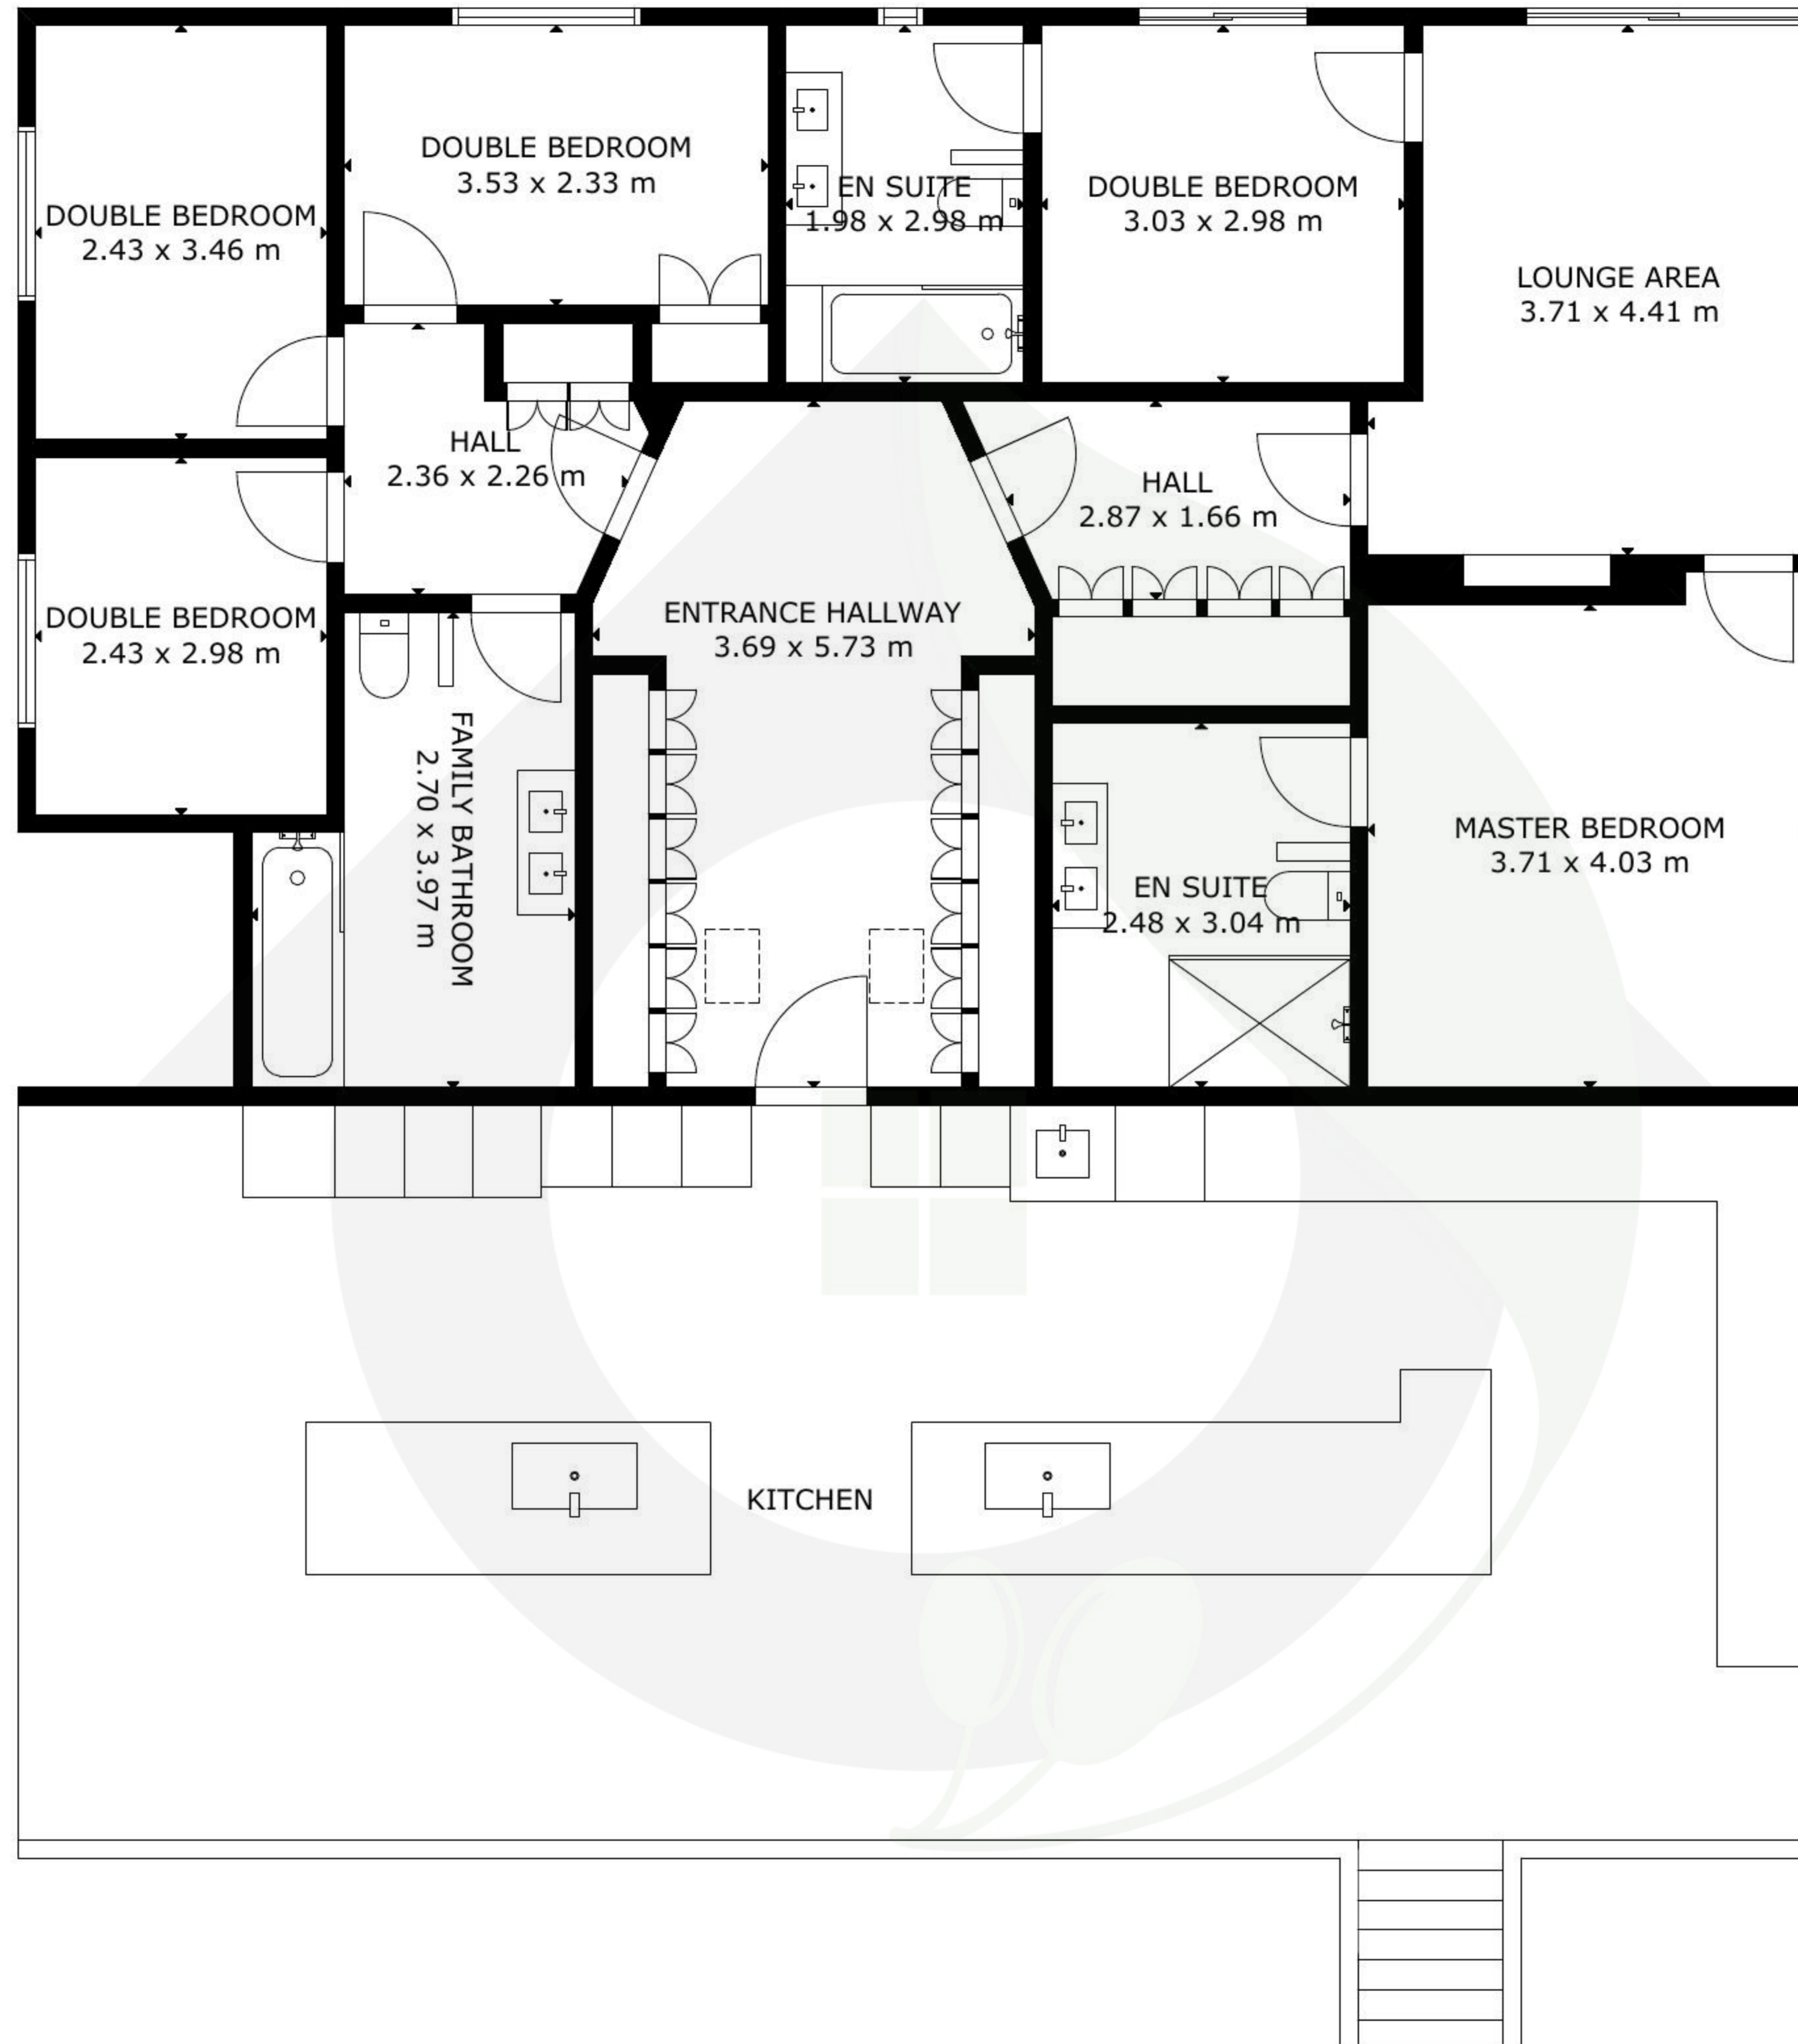 DOUBLE BEDROOM
3.53 x 2.33 m
DOUBLE BEDROOM
2.43 x 3.46 m
EN SUITE
1.98 x 2.98 m
DOUBLE BEDROOM
3.03 x 2.98 m
LOUNGE AREA
3.71 x 4.41 m
HALL
2.36 x 2.26 m
HALL
2.87 x 1.66 m
DOUBLE BEDROOM
2.43 x 2.98 m
ENTRANCE HALLWAY
3.69 x 5.73 m
FAMILY BATHROOM
2.70 x 3.97 m
EN SUITE
2.48 x 3.04 m
MASTER BEDROOM
3.71 x 4.03 m
KITCHEN